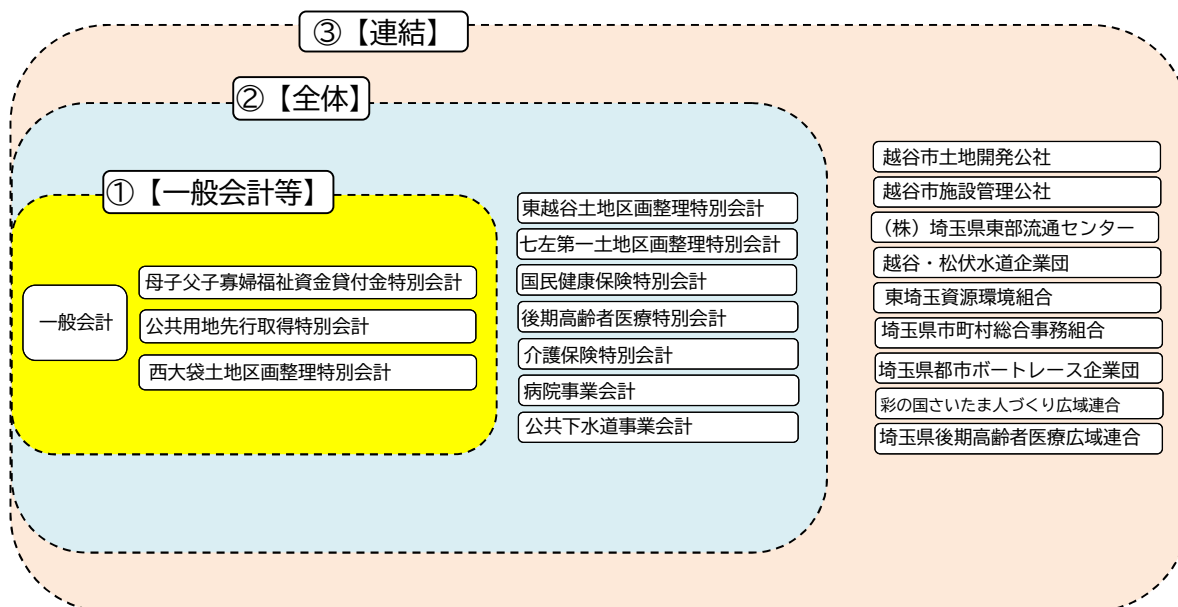 ③【連結】
②【全体】
①【一般会計等】
一般会計
母子父子寡婦福祉資金貸付金特別会計
公共用地先行取得特別会計
西大袋土地区画整理特別会計
東越谷土地区画整理特別会計
七左第一土地区画整理特別会計
国民健康保険特別会計
後期高齢者医療特別会計
介護保険特別会計
病院事業会計
公共下水道事業会計
越谷市土地開発公社
越谷市施設管理公社
（株）埼玉県東部流通センター
越谷・松伏水道企業団
東埼玉資源環境組合
埼玉県市町村総合事務組合
埼玉県都市ボートレース企業団
彩の国さいたま人づくり広域連合
埼玉県後期高齢者医療広域連合